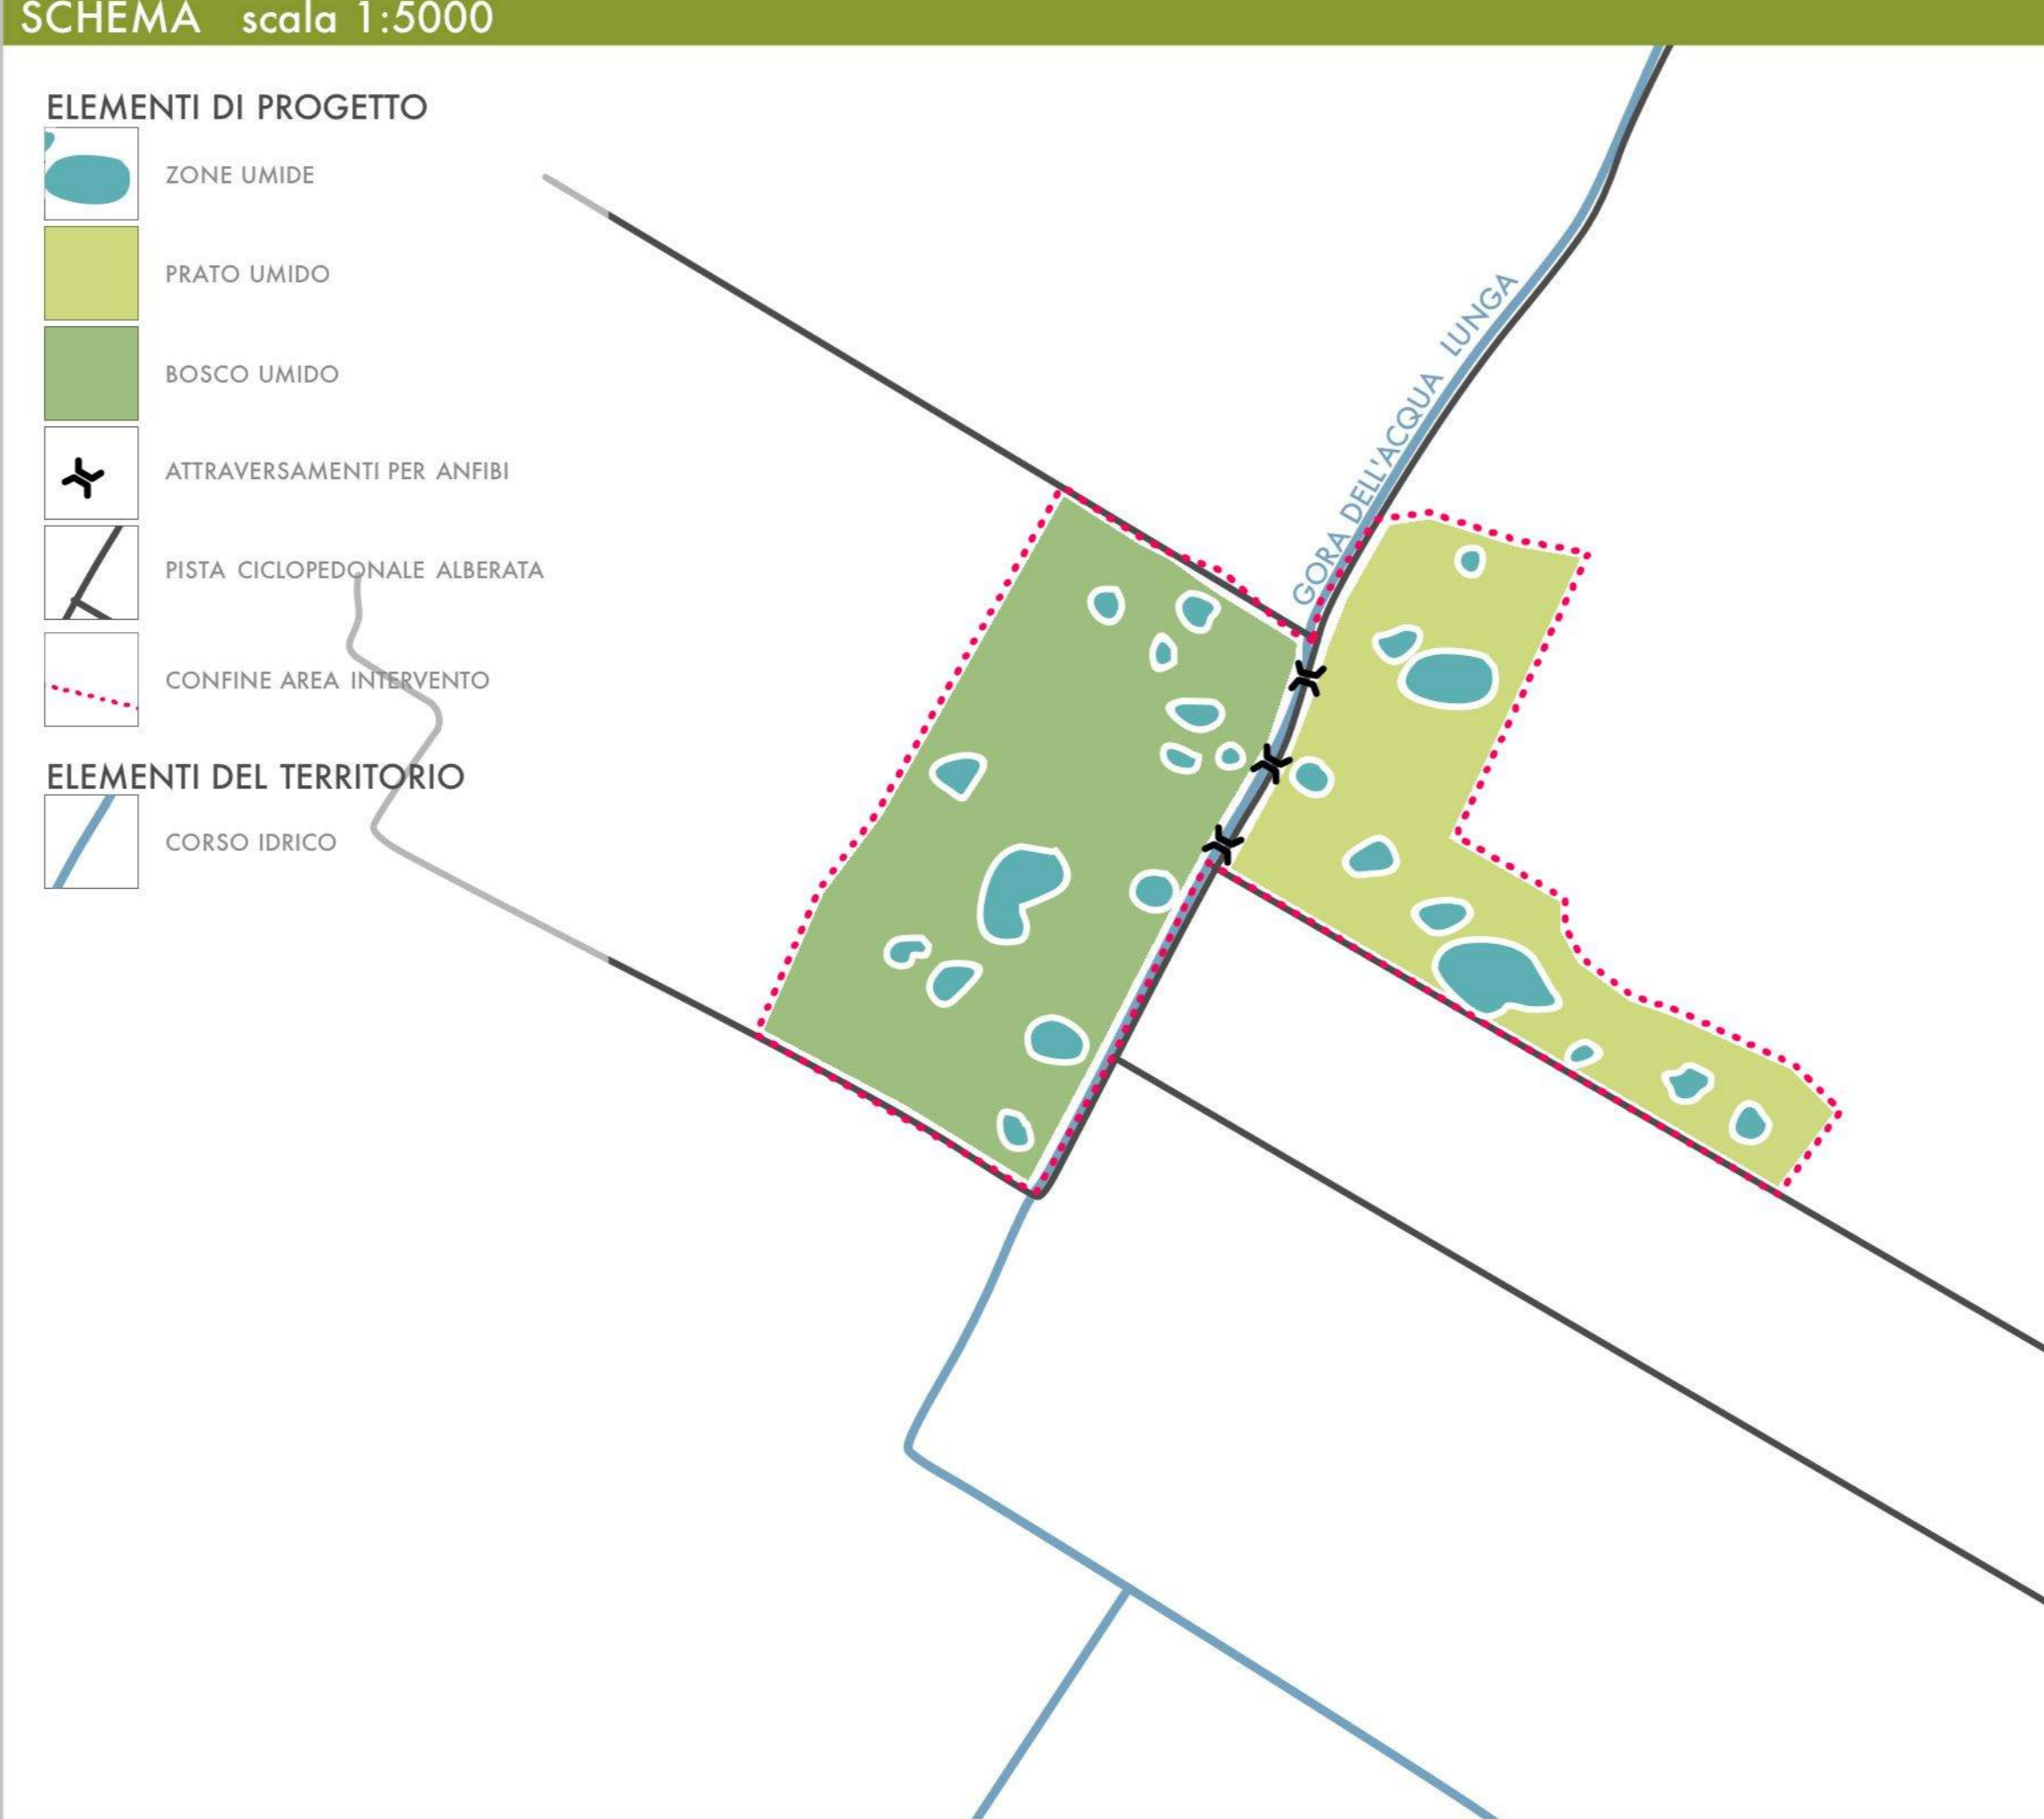 SCHEMA scala 1:5000
ELEMENTI DI PROGETTO
ZONE UMIDE
PRATO UMIDO
BOSCO UMIDO
ATTRAVERSAMENTI PER ANFIBI
PISTA CICLOPEDONALE ALBERATA
CONFINE AREA INTERVENTO
ELEMENTI DEL TERRITORIO
CORSO IDRICO
GORA DELL'ACQUA LUNGA